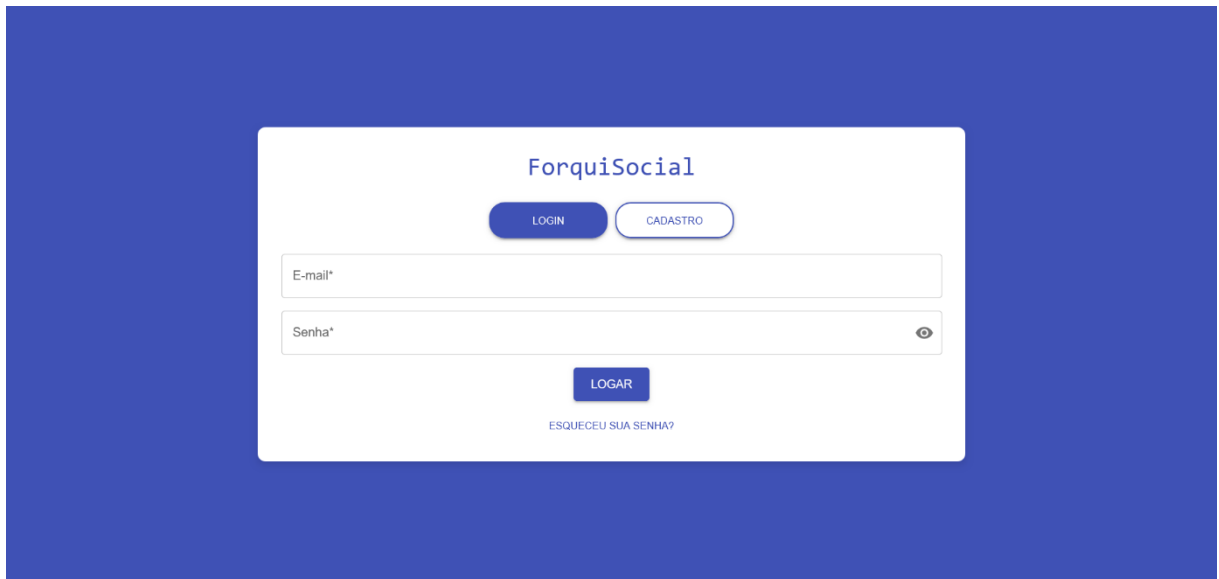 ForquiSocial
LOGIN CADASTRO
E-mail*
Senha*
LOGAR
ESQUECEU SUA SENHA?